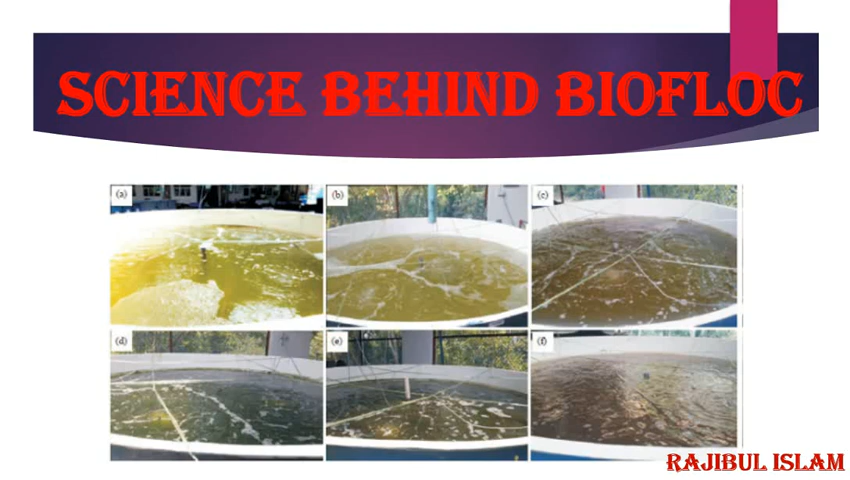 SCIENCE BEHIND BIOFLOC
(a)
(b)
(c)
(d)
(e)
(f)
RAJIBUL ISLAM